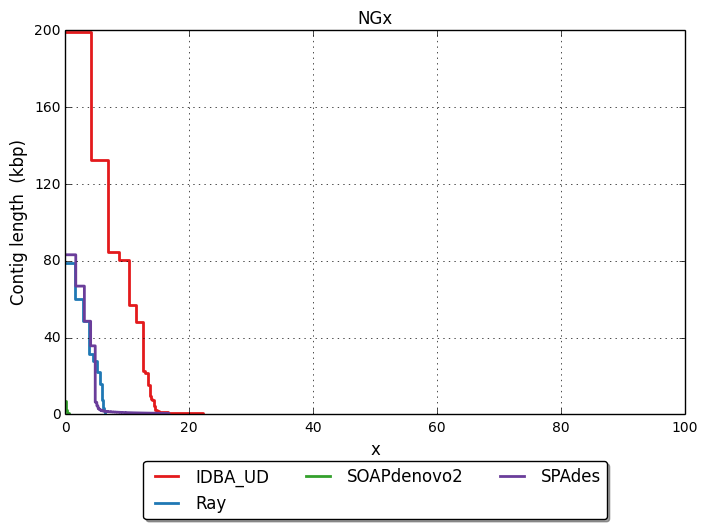 NGx
200
160
120
80
40
0
Contig length (kbp)
0 20 40 60 80 100
x
IDBA_UD SOAPdenovo2 SPAdes
Ray